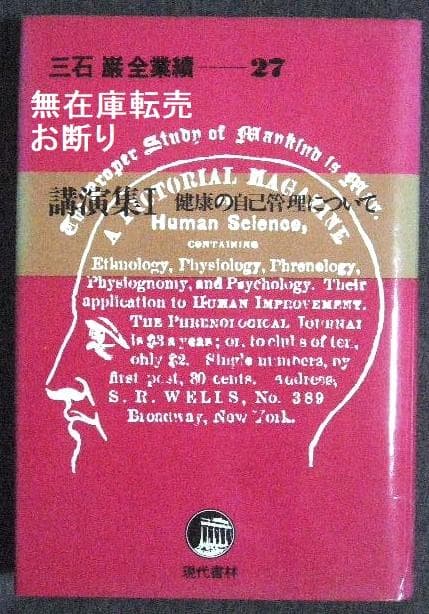 三石 巌全業績──27
無在庫転売
お断り
The proper Study of Mankind is Man.
A PICTORIAL MAGAZINE
講演集I 健康の自己管理について
Human Science,
CONTAINING
Ethnology, Physiology, Phrenology,
Physiognomy, and Psychology. Their
application to HUMAN IMPROVEMENT.
THE PHRENOLOGICAL JOURNAL
is $3 a year; or, to clubs of ten,
only $2. Single numbers, by
first post, 30 cents. Address,
S. R. WELLS, No. 389
Broadway, New York.
現代書林